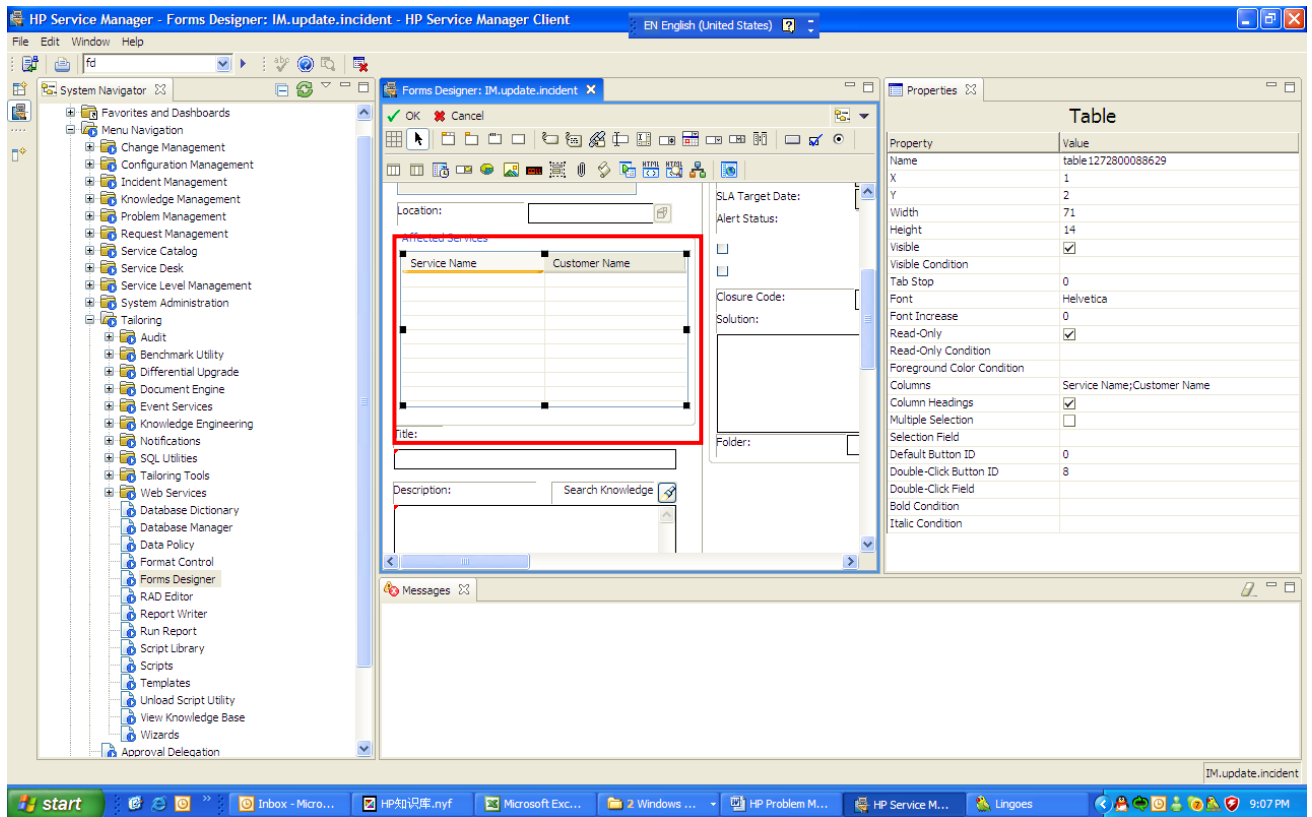 HP Service Manager - Forms Designer: IM.update.incident - HP Service Manager Client
EN English (United States)
File Edit Window Help
fd
System Navigator
Favorites and Dashboards
Menu Navigation
Change Management
Configuration Management
Incident Management
Knowledge Management
Problem Management
Request Management
Service Catalog
Service Desk
Service Level Management
System Administration
Tailoring
Audit
Benchmark Utility
Differential Upgrade
Document Engine
Event Services
Knowledge Engineering
Notifications
SQL Utilities
Tailoring Tools
Web Services
Database Dictionary
Database Manager
Data Policy
Format Control
Forms Designer
RAD Editor
Report Writer
Run Report
Script Library
Scripts
Templates
Unload Script Utility
View Knowledge Base
Wizards
Approval Delegation
Forms Designer: IM.update.incident
OK Cancel
Location:
Affected Services
Service Name Customer Name
Title:
Description: Search Knowledge
SLA Target Date:
Alert Status:
Closure Code:
Solution:
Folder:
Properties
Table
Property Value
Name table1272800088629
X 1
Y 2
Width 71
Height 14
Visible
Visible Condition
Tab Stop 0
Font Helvetica
Font Increase 0
Read-Only
Read-Only Condition
Foreground Color Condition
Columns Service Name;Customer Name
Column Headings
Multiple Selection
Selection Field
Default Button ID 0
Double-Click Button ID 8
Double-Click Field
Bold Condition
Italic Condition
Messages
IM.update.incident
start Inbox - Micro... HP知识库.nyf Microsoft Exc... 2 Windows ... HP Problem M... HP Service M... Lingoes 9:07 PM